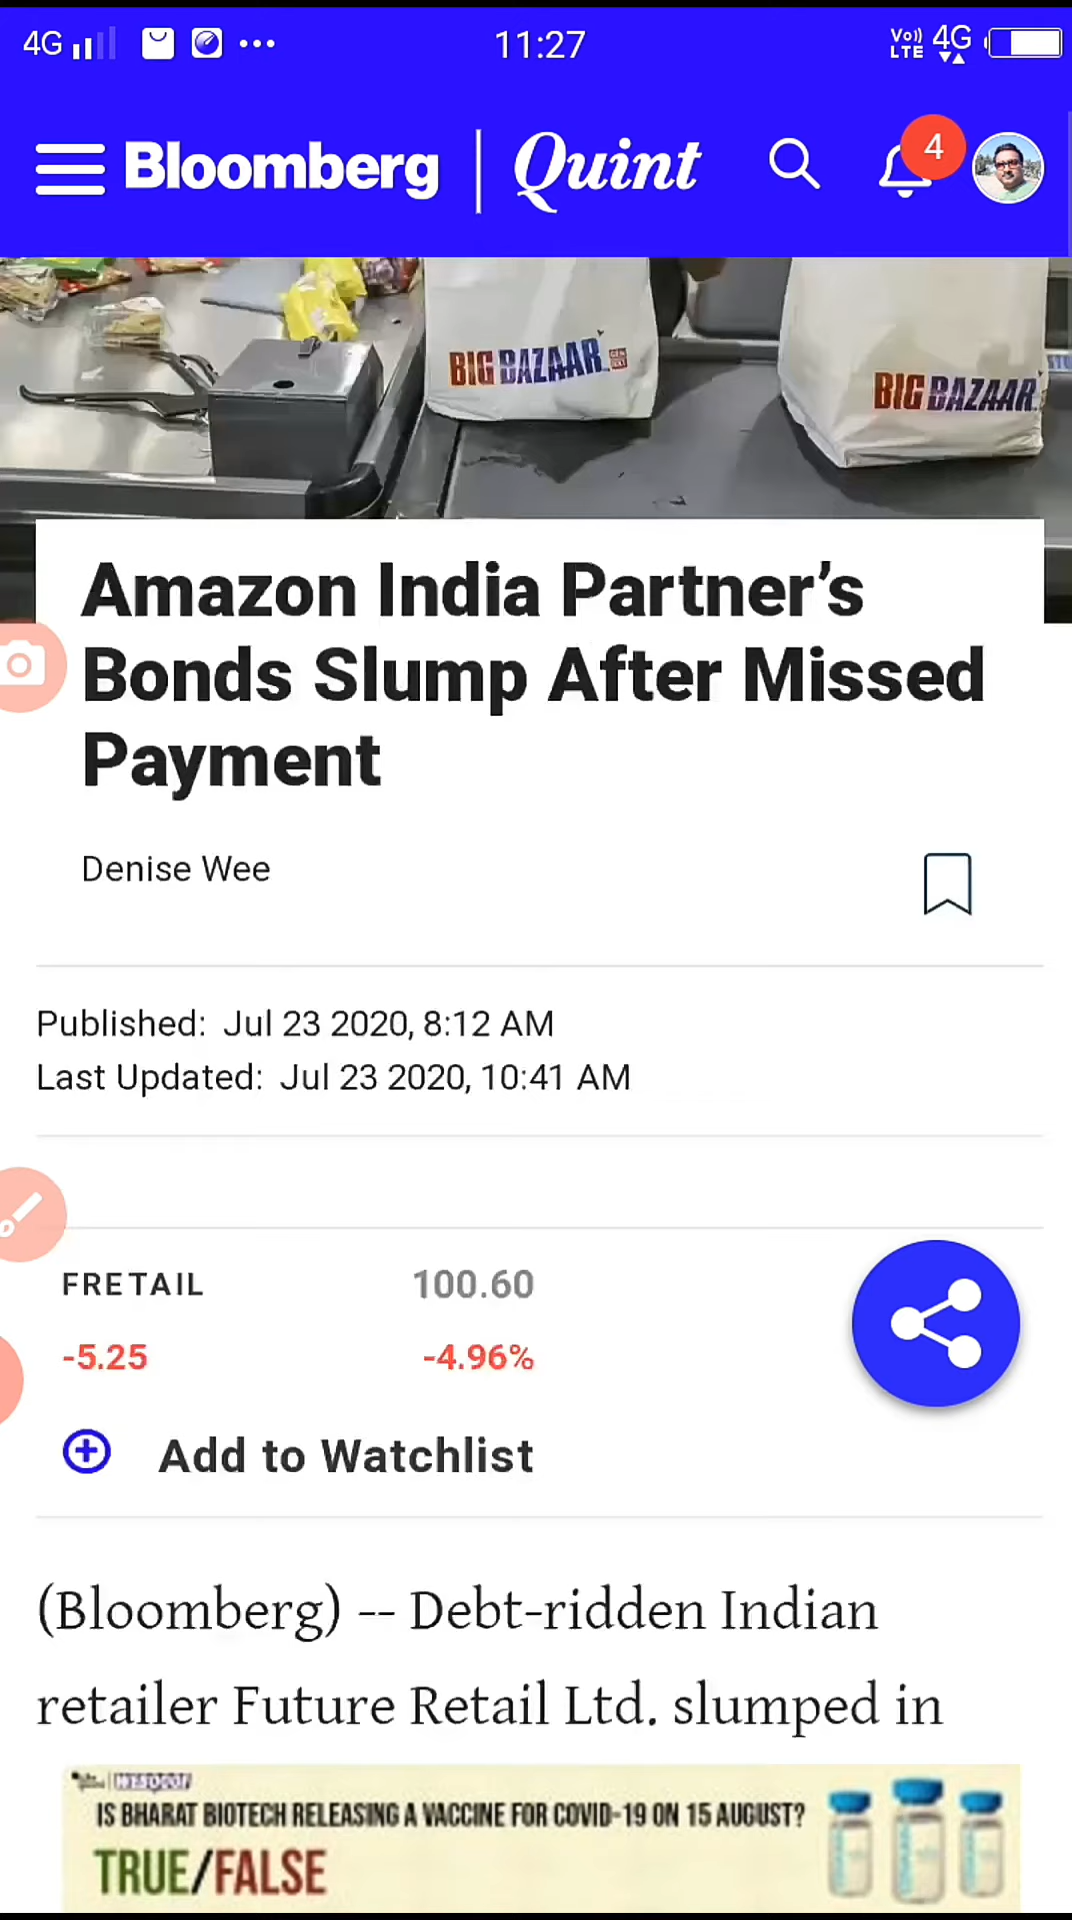 4G 11:27 Vo)) LTE 4G
Bloomberg | Quint 4
BIG BAZAAR
BIG BAZAAR
Amazon India Partner’s
Bonds Slump After Missed
Payment
Denise Wee
Published: Jul 23 2020, 8:12 AM
Last Updated: Jul 23 2020, 10:41 AM
FRETAIL 100.60
-5.25 -4.96%
Add to Watchlist
(Bloomberg) -- Debt-ridden Indian
retailer Future Retail Ltd. slumped in
IS BHARAT BIOTECH RELEASING A VACCINE FOR COVID-19 ON 15 AUGUST?
TRUE/FALSE